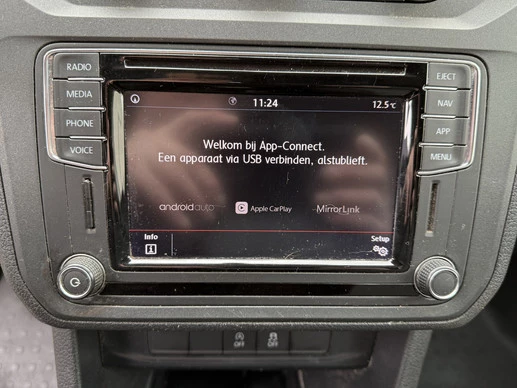 RADIO
MEDIA
PHONE
VOICE
EJECT
NAV
APP
MENU
11:24
12.5°C
Welkom bij App-Connect.
Een apparaat via USB verbinden, alstublieft.
androidauto
Apple CarPlay
MirrorLink
Info
Setup
OFF
OFF